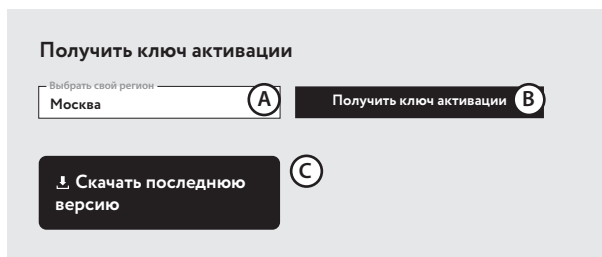 Получить ключ активации
Выбрать свой регион
Москва
A
Получить ключ активации
B
Скачать последнюю
версию
C